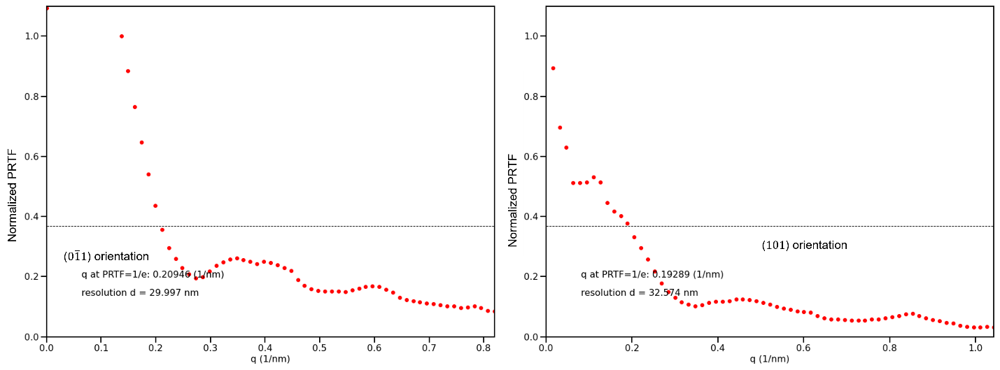 Normalized PRTF
1.0
0.8
0.6
0.4
0.2
0.0
(01̅1) orientation
q at PRTF=1/e: 0.20946 (1/nm)
resolution d = 29.997 nm
0.0 0.1 0.2 0.3 0.4 0.5 0.6 0.7 0.8
q (1/nm)
Normalized PRTF
1.0
0.8
0.6
0.4
0.2
0.0
(101) orientation
q at PRTF=1/e: 0.19289 (1/nm)
resolution d = 32.574 nm
0.0 0.2 0.4 0.6 0.8 1.0
q (1/nm)